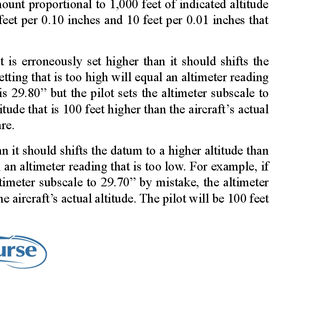 ount proportional to 1,000 feet of indicated altitude
feet per 0.10 inches and 10 feet per 0.01 inches that
t is erroneously set higher than it should shifts the
etting that is too high will equal an altimeter reading
is 29.80” but the pilot sets the altimeter subscale to
itude that is 100 feet higher than the aircraft’s actual
re.
n it should shifts the datum to a higher altitude than
an altimeter reading that is too low. For example, if
timeter subscale to 29.70” by mistake, the altimeter
he aircraft’s actual altitude. The pilot will be 100 feet
urse